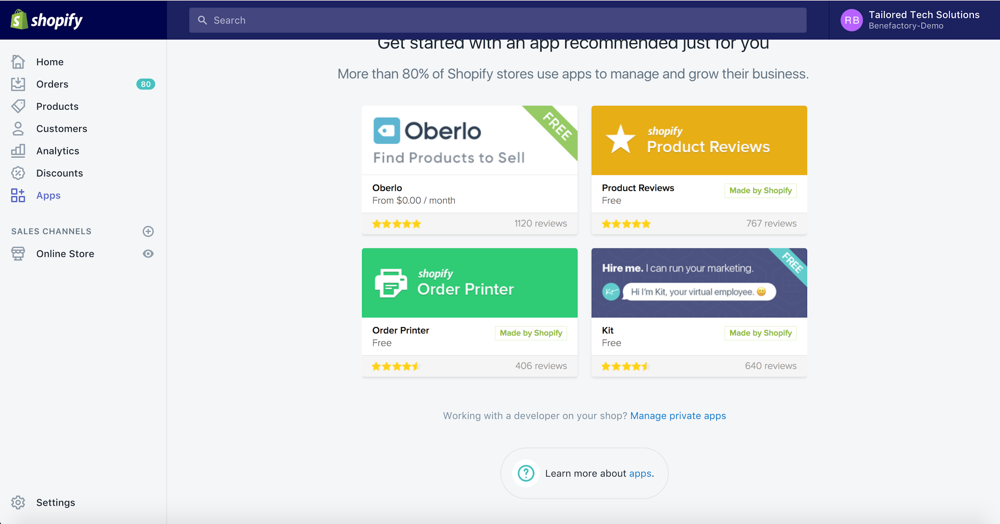 shopify
Search
RB
Tailored Tech Solutions
Benefactory-Demo
Home
Orders 80
Products
Customers
Analytics
Discounts
Apps
SALES CHANNELS
Online Store
Settings
Get started with an app recommended just for you
More than 80% of Shopify stores use apps to manage and grow their business.
Oberlo
Find Products to Sell
FREE
Oberlo
From $0.00 / month
1120 reviews
shopify
Product Reviews
Product Reviews
Made by Shopify
Free
767 reviews
shopify
Order Printer
Order Printer
Made by Shopify
Free
406 reviews
Hire me. I can run your marketing.
FREE
Kit
Hi I'm Kit, your virtual employee. 🙂
Kit
Made by Shopify
Free
640 reviews
Working with a developer on your shop? Manage private apps
Learn more about apps.